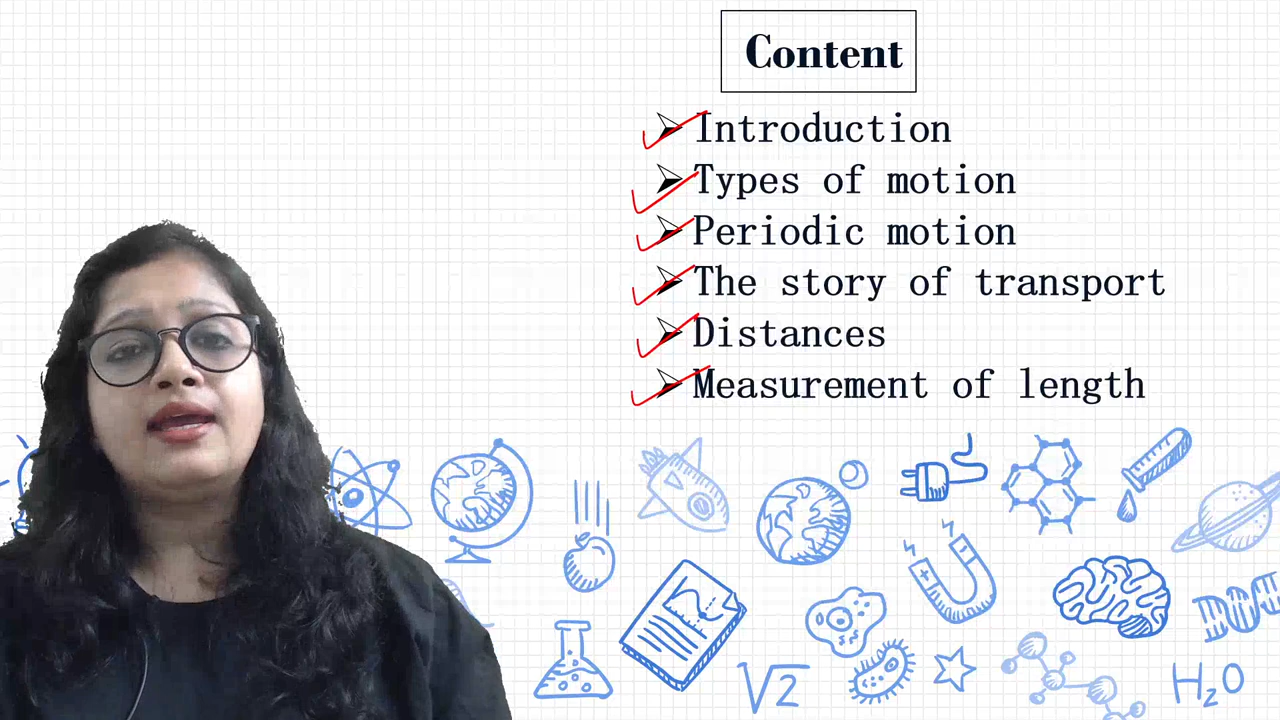 Content
Introduction
Types of motion
Periodic motion
The story of transport
Distances
Measurement of length
√2
H₂O